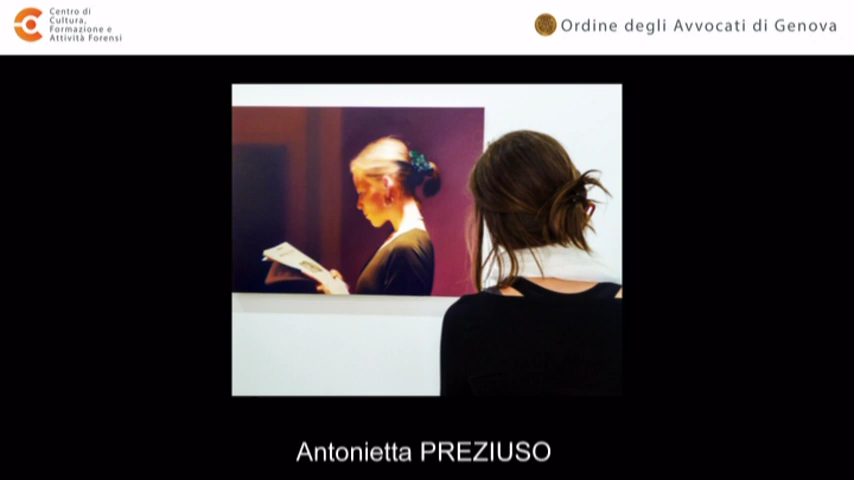 Centro di
Cultura,
Formazione e
Attività Forensi
Ordine degli Avvocati di Genova
Antonietta PREZIUSO